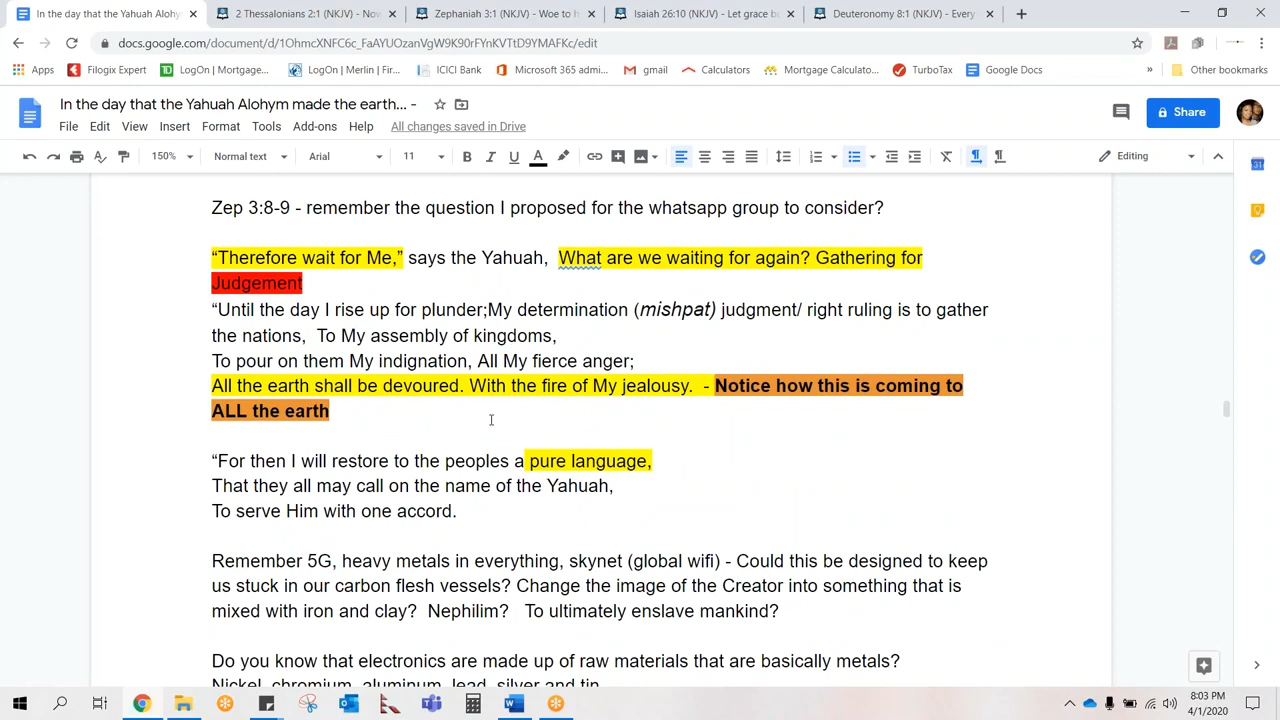 In the day that the Yahuah Alohym
2 Thessalonians 2:1 (NKJV) - Nov
Zephaniah 3:1 (NKJV) - Woe to h
Isaiah 26:10 (NKJV) - Let grace b
Deuteronomy 8:1 (NKJV) - Every
docs.google.com/document/d/1OhmcXNFC6c_FaAYUOzanVgW9K90rFYnKVTtD9YMAFKc/edit
Apps
Filogix Expert
LogOn | Mortgage...
LogOn | Merlin | Fir...
ICICI Bank
Microsoft 365 admi...
gmail
Calculators
Mortgage Calculato...
TurboTax
Google Docs
»
Other bookmarks
In the day that the Yahuah Alohym made the earth... -
File Edit View Insert Format Tools Add-ons Help All changes saved in Drive
Share
150% Normal text Arial 11 B I U A Editing
Zep 3:8-9 - remember the question I proposed for the whatsapp group to consider?
“Therefore wait for Me,” says the Yahuah, What are we waiting for again? Gathering for
Judgement
“Until the day I rise up for plunder;My determination (mishpat) judgment/ right ruling is to gather
the nations, To My assembly of kingdoms,
To pour on them My indignation, All My fierce anger;
All the earth shall be devoured. With the fire of My jealousy. - Notice how this is coming to
ALL the earth
“For then I will restore to the peoples a pure language,
That they all may call on the name of the Yahuah,
To serve Him with one accord.
Remember 5G, heavy metals in everything, skynet (global wifi) - Could this be designed to keep
us stuck in our carbon flesh vessels? Change the image of the Creator into something that is
mixed with iron and clay? Nephilim? To ultimately enslave mankind?
Do you know that electronics are made up of raw materials that are basically metals?
Nickel, chromium, aluminum, lead, silver and tin
8:03 PM
4/1/2020